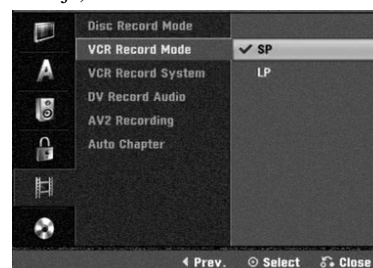 Disc Record Mode
VCR Record Mode
✓ SP
VCR Record System
LP
DV Record Audio
AV2 Recording
Auto Chapter
A
Prev. Select Close